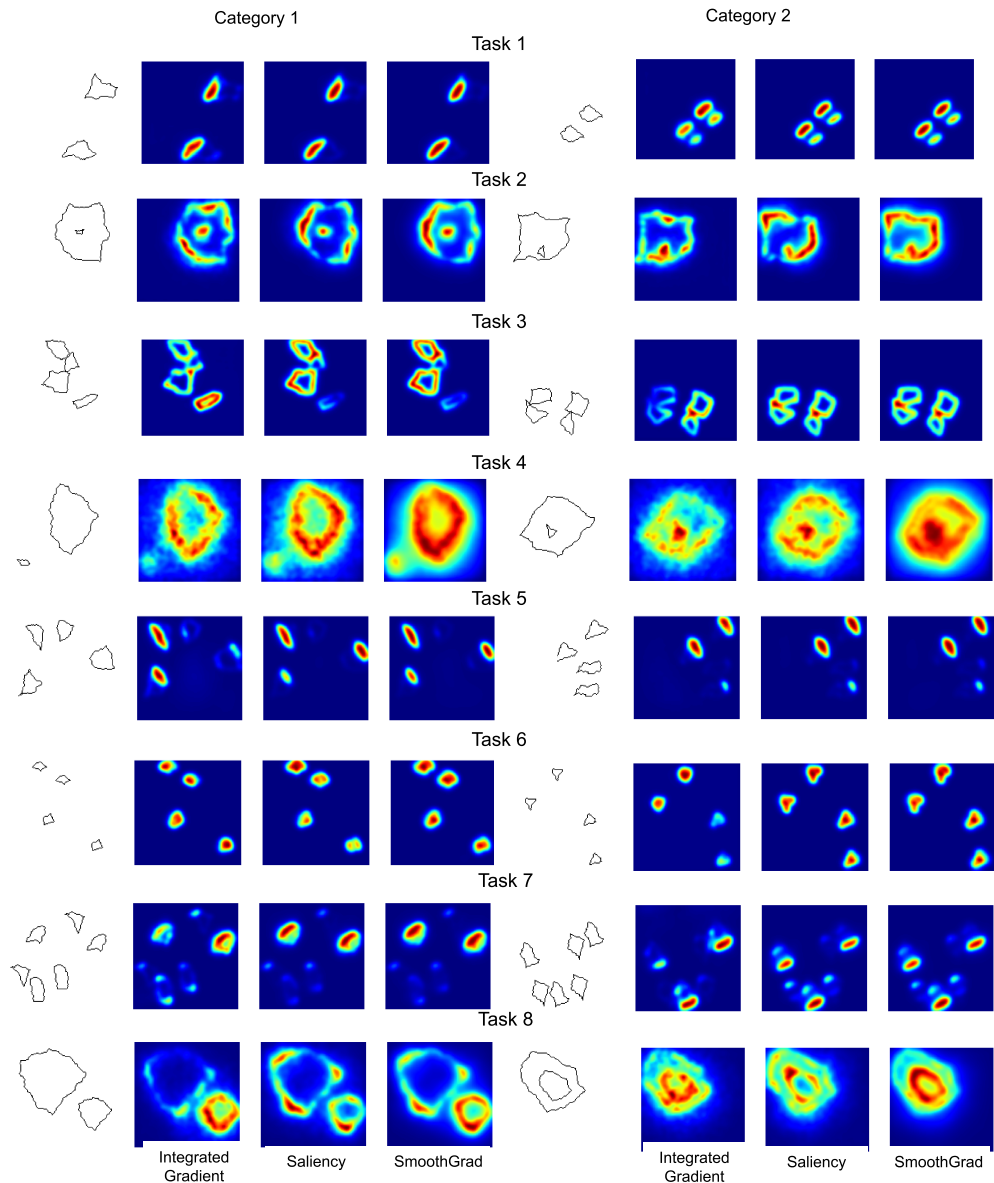 Category 1
Category 2
Task 1
Task 2
Task 3
Task 4
Task 5
Task 6
Task 7
Task 8
Integrated
Gradient
Saliency
SmoothGrad
Integrated
Gradient
Saliency
SmoothGrad